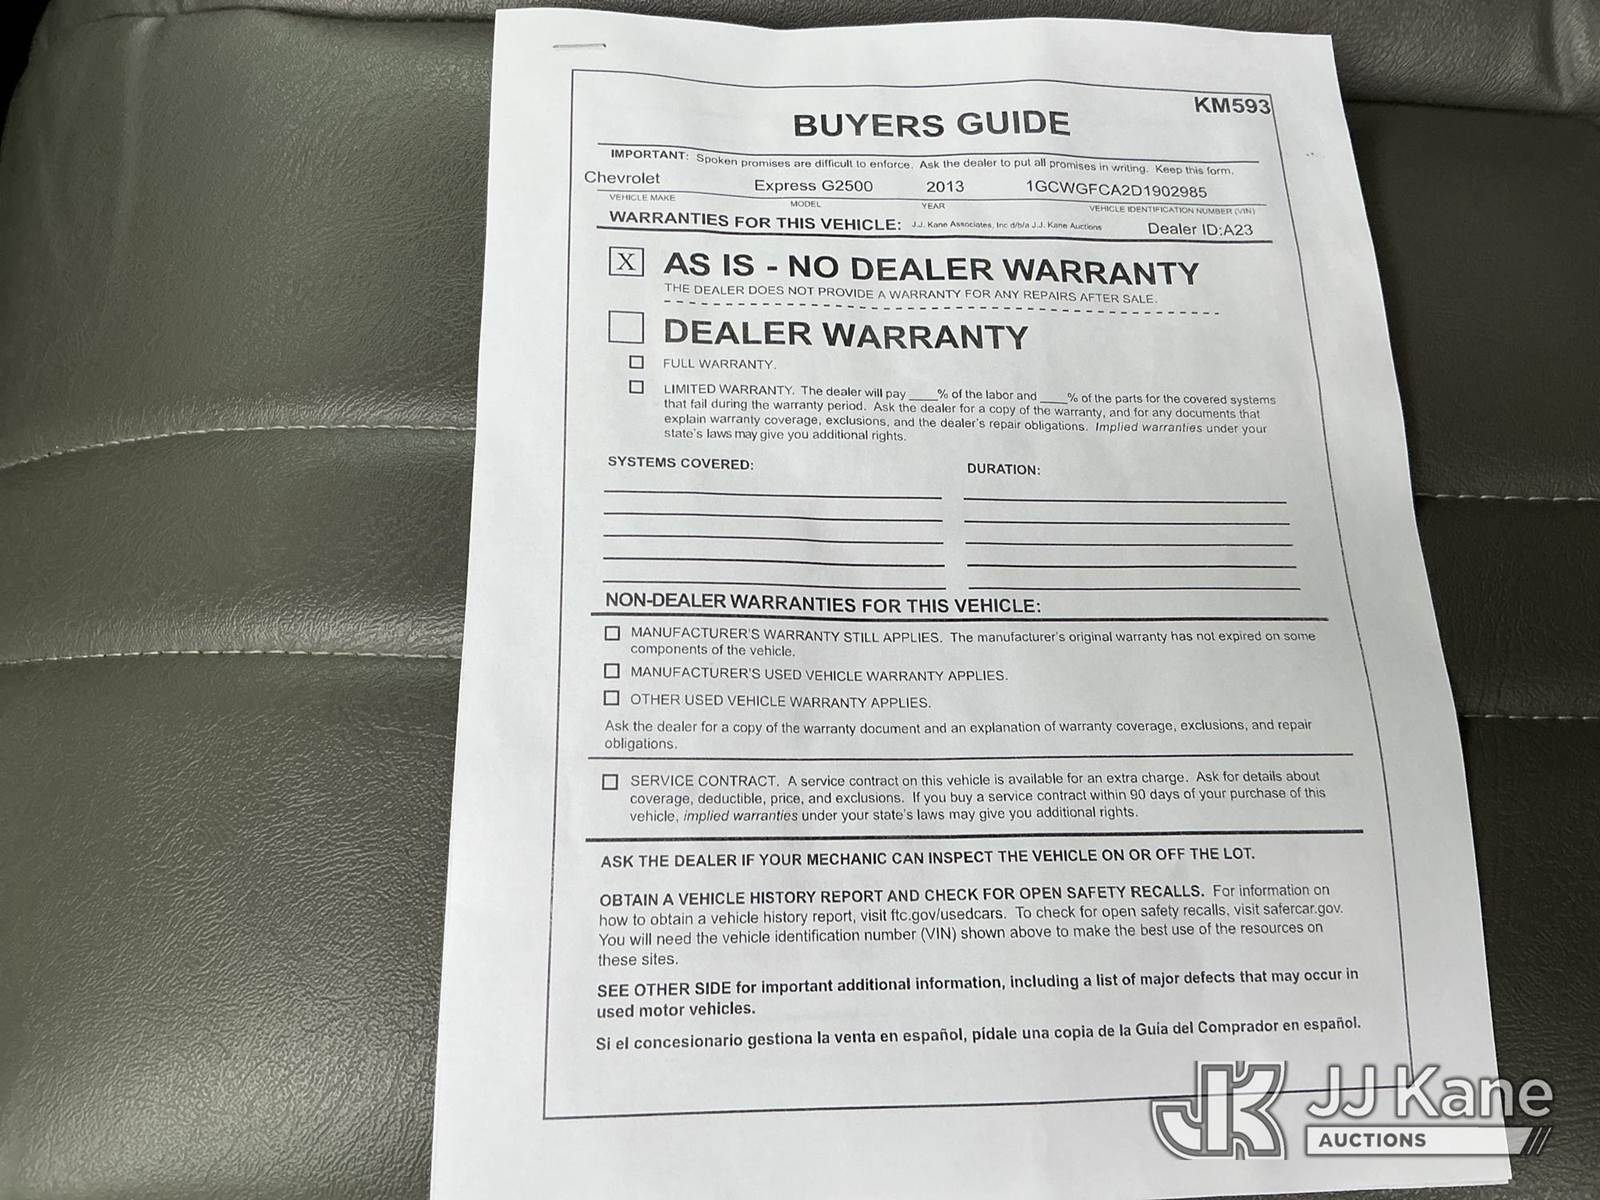 KM593
BUYERS GUIDE
IMPORTANT: Spoken promises are difficult to enforce. Ask the dealer to put all promises in writing. Keep this form.
Chevrolet Express G2500 2013 1GCWGFCA2D1902985
VEHICLE MAKE MODEL YEAR VEHICLE IDENTIFICATION NUMBER (VIN)
WARRANTIES FOR THIS VEHICLE: J.J. Kane Associates, Inc d/b/a J.J. Kane Auctions Dealer ID:A23
X AS IS - NO DEALER WARRANTY
THE DEALER DOES NOT PROVIDE A WARRANTY FOR ANY REPAIRS AFTER SALE.
DEALER WARRANTY
FULL WARRANTY.
LIMITED WARRANTY. The dealer will pay ____% of the labor and ____% of the parts for the covered systems
that fail during the warranty period. Ask the dealer for a copy of the warranty, and for any documents that
explain warranty coverage, exclusions, and the dealer's repair obligations. Implied warranties under your
state's laws may give you additional rights.
SYSTEMS COVERED: DURATION:
NON-DEALER WARRANTIES FOR THIS VEHICLE:
MANUFACTURER'S WARRANTY STILL APPLIES. The manufacturer's original warranty has not expired on some
components of the vehicle.
MANUFACTURER'S USED VEHICLE WARRANTY APPLIES.
OTHER USED VEHICLE WARRANTY APPLIES.
Ask the dealer for a copy of the warranty document and an explanation of warranty coverage, exclusions, and repair
obligations.
SERVICE CONTRACT. A service contract on this vehicle is available for an extra charge. Ask for details about
coverage, deductible, price, and exclusions. If you buy a service contract within 90 days of your purchase of this
vehicle, implied warranties under your state's laws may give you additional rights.
ASK THE DEALER IF YOUR MECHANIC CAN INSPECT THE VEHICLE ON OR OFF THE LOT.
OBTAIN A VEHICLE HISTORY REPORT AND CHECK FOR OPEN SAFETY RECALLS. For information on
how to obtain a vehicle history report, visit ftc.gov/usedcars. To check for open safety recalls, visit safercar.gov.
You will need the vehicle identification number (VIN) shown above to make the best use of the resources on
these sites.
SEE OTHER SIDE for important additional information, including a list of major defects that may occur in
used motor vehicles.
Si el concesionario gestiona la venta en español, pídale una copia de la Guía del Comprador en español.
JJK JJ Kane
AUCTIONS